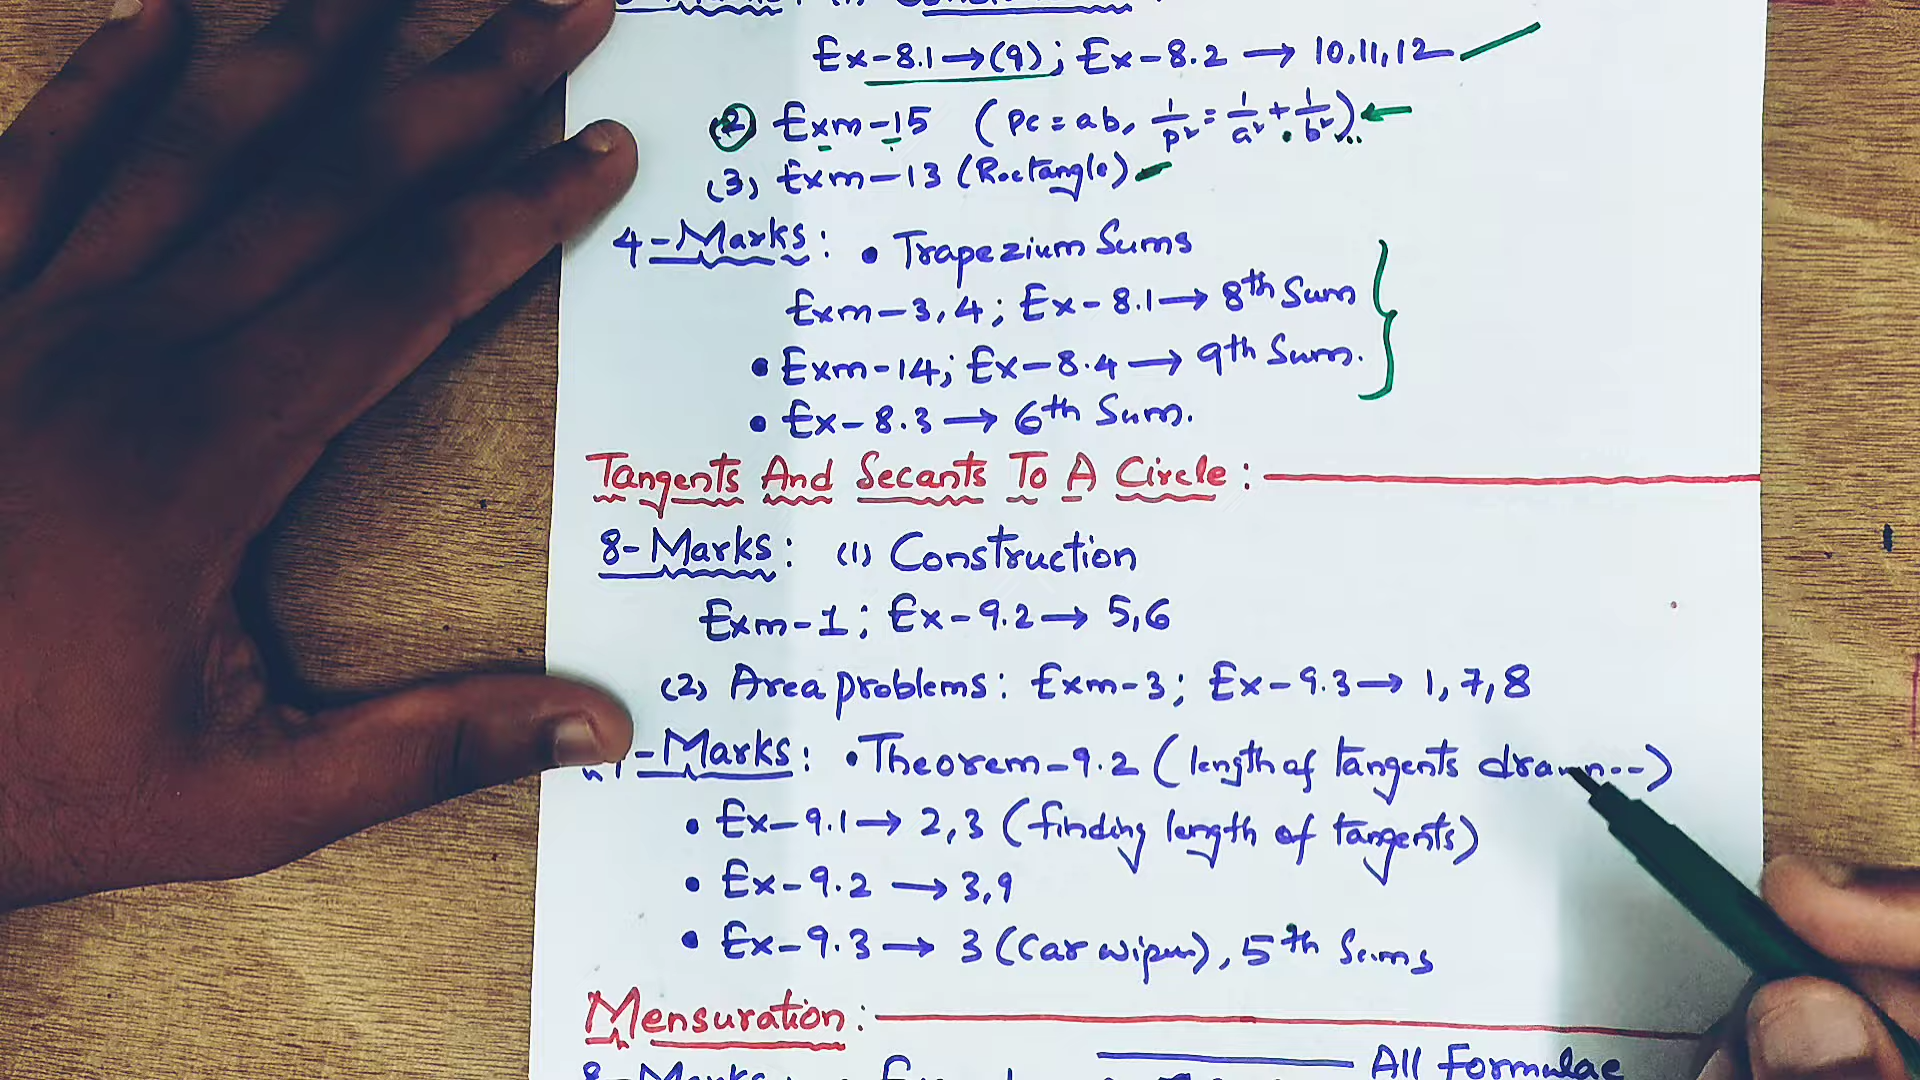 Ex-8.1→(9); Ex-8.2 → 10,11,12
(2) Exm-15 (pc = ab, 1/p² = 1/a² + 1/b²)
(3) Exm-13 (Rectangle)
4-Marks: • Trapezium Sums
Exm-3,4; Ex-8.1→ 8th Sum
• Exm-14; Ex-8.4 → 9th Sum.
• Ex-8.3 → 6th Sum.
Tangents And Secants To A Circle:
8-Marks: (1) Construction
Exm-1; Ex-9.2→ 5,6
(2) Area problems: Exm-3; Ex-9.3→ 1,7,8
-Marks: • Theorem-9.2 (length of tangents drawn--)
• Ex-9.1→ 2,3 (finding length of tangents)
• Ex-9.2 → 3,9
• Ex-9.3 → 3 (Car wiper), 5th Sums
Mensuration:
8-Marks: All Formulae